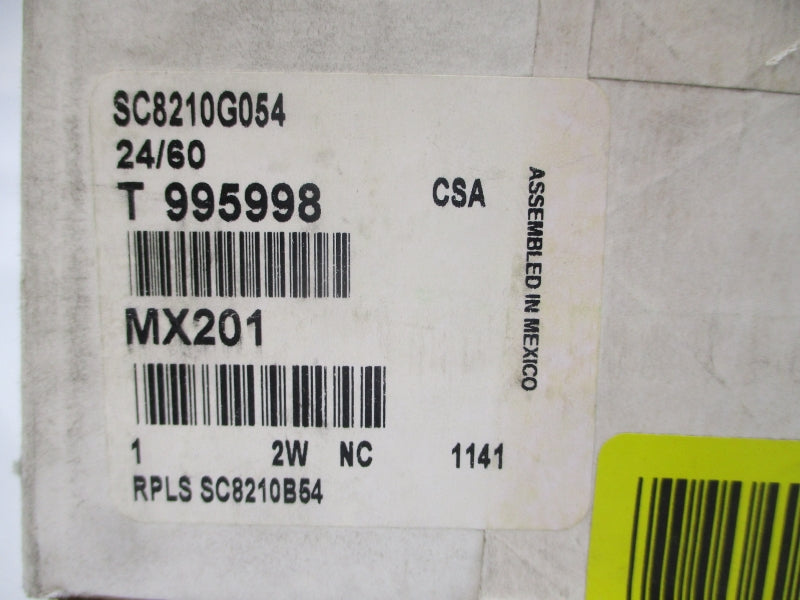 SC8210G054
24/60
T 995998
CSA
ASSEMBLED IN MEXICO
MX201
1 2W NC 1141
RPLS SC8210B54